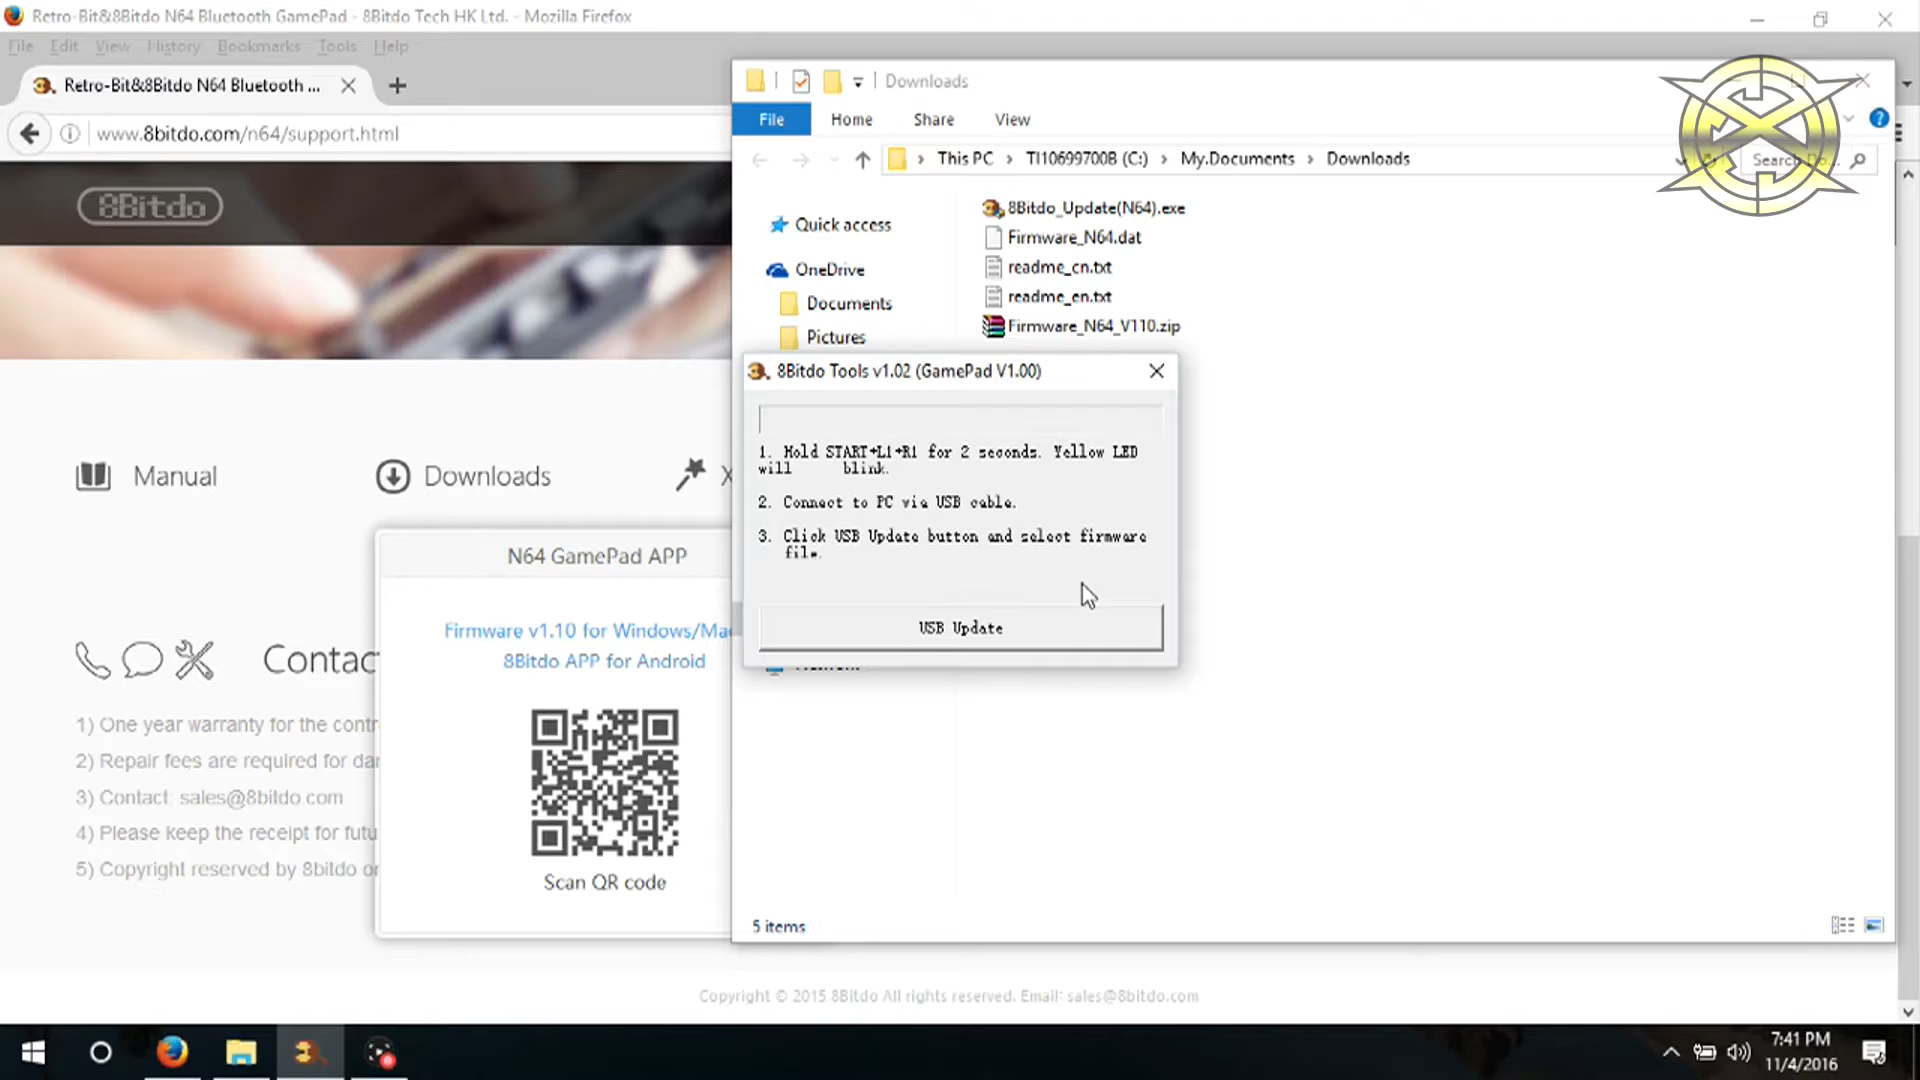 Retro-Bit&8Bitdo N64 Bluetooth GamePad - 8Bitdo Tech HK Ltd. - Mozilla Firefox
File Edit View History Bookmarks Tools Help
Retro-Bit&8Bitdo N64 Bluetooth ...
www.8bitdo.com/n64/support.html
8Bitdo
Manual
Downloads
X
N64 GamePad APP
Firmware v1.10 for Windows/Mac
8Bitdo APP for Android
Scan QR code
Contac
1) One year warranty for the contr
2) Repair fees are required for dar
3) Contact: sales@8bitdo.com
4) Please keep the receipt for futu
5) Copyright reserved by 8bitdo or
Copyright © 2015 8Bitdo All rights reserved. Email: sales@8bitdo.com
Downloads
File Home Share View
This PC > TI10699700B (C:) > My.Documents > Downloads
Search Do...
Quick access
OneDrive
Documents
Pictures
8Bitdo_Update(N64).exe
Firmware_N64.dat
readme_cn.txt
readme_en.txt
Firmware_N64_V110.zip
8Bitdo Tools v1.02 (GamePad V1.00)
1. Hold START+L1+R1 for 2 seconds. Yellow LED
will blink.
2. Connect to PC via USB cable.
3. Click USB Update button and select firmware
file.
USB Update
5 items
7:41 PM
11/4/2016